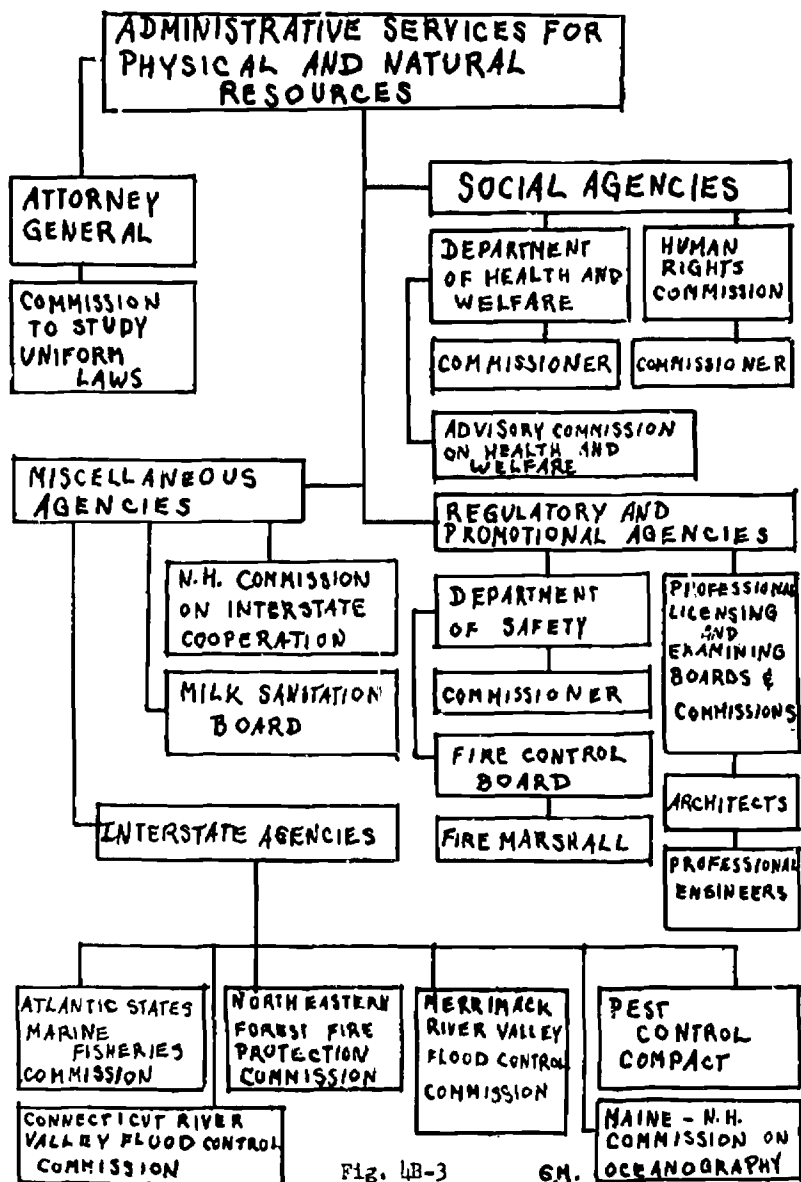 ADMINISTRATIVE SERVICES FOR
PHYSICAL AND NATURAL
RESOURCES
ATTORNEY
GENERAL
COMMISSION
TO STUDY
UNIFORM
LAWS
SOCIAL AGENCIES
DEPARTMENT
OF HEALTH AND
WELFARE
HUMAN
RIGHTS
COMMISSION
COMMISSIONER
COMMISSIONER
ADVISORY COMMISSION
ON HEALTH AND
WELFARE
MISCELLANEOUS
AGENCIES
N.H. COMMISSION
ON INTERSTATE
COOPERATION
MILK SANITATION
BOARD
REGULATORY AND
PROMOTIONAL AGENCIES
DEPARTMENT
OF SAFETY
COMMISSIONER
FIRE CONTROL
BOARD
FIRE MARSHALL
PROFESSIONAL
LICENSING
AND
EXAMINING
BOARDS &
COMMISSIONS
ARCHITECTS
PROFESSIONAL
ENGINEERS
INTERSTATE AGENCIES
ATLANTIC STATES
MARINE
FISHERIES
COMMISSION
NORTH EASTERN
FOREST FIRE
PROTECTION
COMMISSION
MERRIMACK
RIVER VALLEY
FLOOD CONTROL
COMMISSION
PEST
CONTROL
COMPACT
CONNECTICUT RIVER
VALLEY FLOOD CONTROL
COMMISSION
MAINE - N.H.
COMMISSION ON
OCEANOGRAPHY
Fig. 4B-3
G.M.